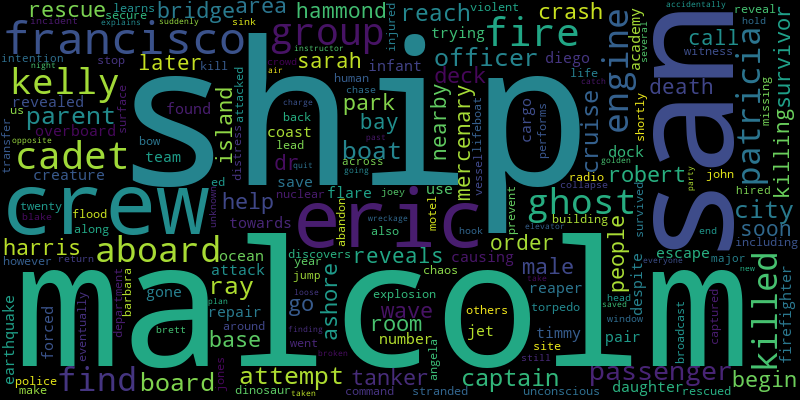 learns explains suddenly sink
rescue secure bridge area hammond reach crash violent accidentally
incident francisco group injured trying fire call reveal
intention stop later sarah officer diego academy several hold
night kill instructor crowd air human infant deck engine witness
kelly revealed found chase park nearby life death patricia
us parent overboard surface attacked bay mercenary cargo cruise shortly missing
transfer opposite cadet island distress dr charge back coast lead boat vessel lifeboat catch dock killing survivor
creature bow team quit across going save past performs robert john hired
ship san
crew twenty ed unknown help nuclear joey flare abandon radio collapse golden ghost survived city
blake flood along towards eric motel use prevent building party soon
harris aboard wreckage hook elevator people end including
however return barbara ocean discovers reveals also causing order male despite escape major new
malcolm
earthquake forced eventually department gone ray attack year jump chaos reaper everyone killed firefighter
repair go ashore wave explosion others torpedo head saved window broadcast captured
brett plan around loose room number jet timmy take
base finding went angela tanker site pair
police make find board jones attempt broken captain still passenger begin
dinosaur taken command stranded unconscious daughter rescued